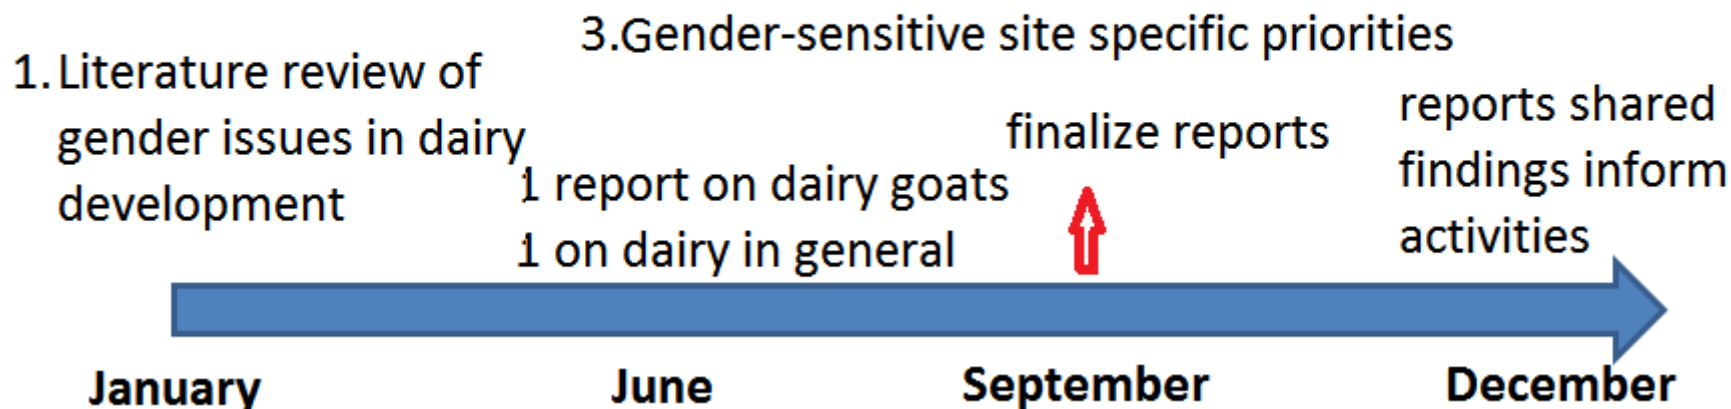 3.Gender-sensitive site specific priorities
1. Literature review of
gender issues in dairy
development
1 report on dairy goats
1 on dairy in general
finalize reports
reports shared
findings inform
activities
January
June
September
December